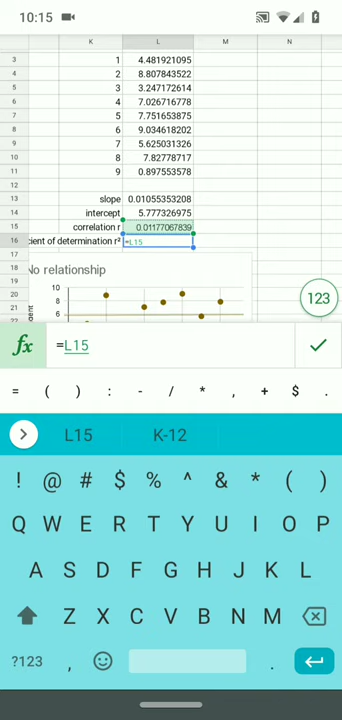 10:15
K L M N
3 1 4.481921095
4 2 8.807843522
5 3 3.247172614
6 4 7.026716778
7 5 7.751653875
8 6 9.034618202
9 7 5.625031326
10 8 7.82778717
11 9 0.897553578
12
13 slope 0.01055353208
14 intercept 5.777326975
15 correlation r 0.01177067839
16 cient of determination r² =L15
17
18 No relationship
19
20 10
21 8
6
123
fx =L15
= ( ) : - / * , + $ .
L15 K-12
! @ # $ % ^ & * ( )
Q W E R T Y U I O P
A S D F G H J K L
Z X C V B N M
?123 , .